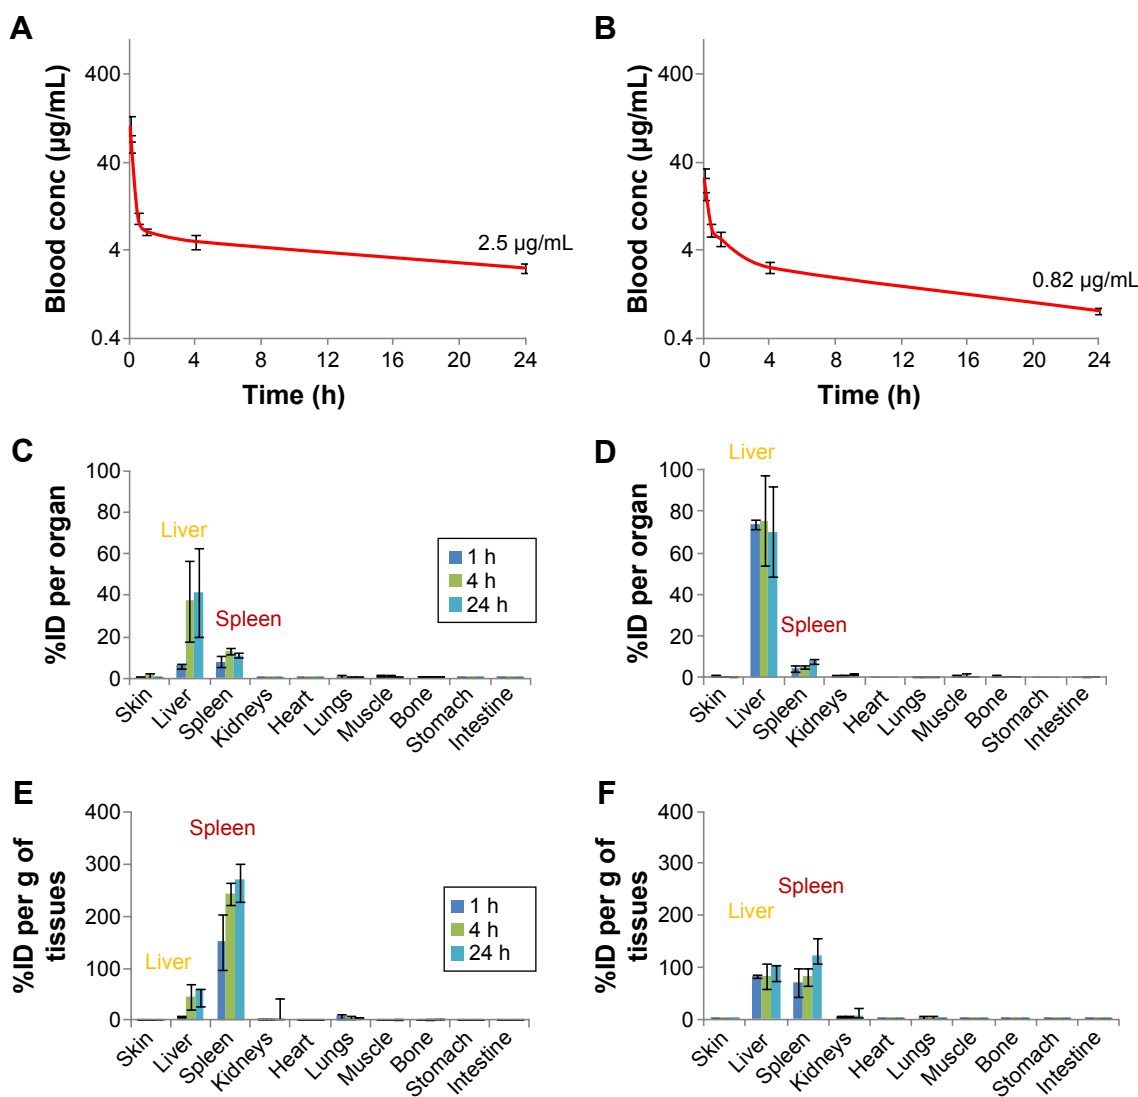 A
Blood conc (µg/mL)
400
40
4
0.4
2.5 µg/mL
0 4 8 12 16 20 24
Time (h)
B
Blood conc (µg/mL)
400
40
4
0.4
0.82 µg/mL
0 4 8 12 16 20 24
Time (h)
C
%ID per organ
100
80
60
40
20
0
Liver
Spleen
1 h
4 h
24 h
Skin Liver Spleen Kidneys Heart Lungs Muscle Bone Stomach Intestine
D
%ID per organ
100
80
60
40
20
0
Liver
Spleen
Skin Liver Spleen Kidneys Heart Lungs Muscle Bone Stomach Intestine
E
%ID per g of
tissues
400
300
200
100
0
Spleen
Liver
1 h
4 h
24 h
Skin Liver Spleen Kidneys Heart Lungs Muscle Bone Stomach Intestine
F
%ID per g of
tissues
400
300
200
100
0
Spleen
Liver
Skin Liver Spleen Kidneys Heart Lungs Muscle Bone Stomach Intestine